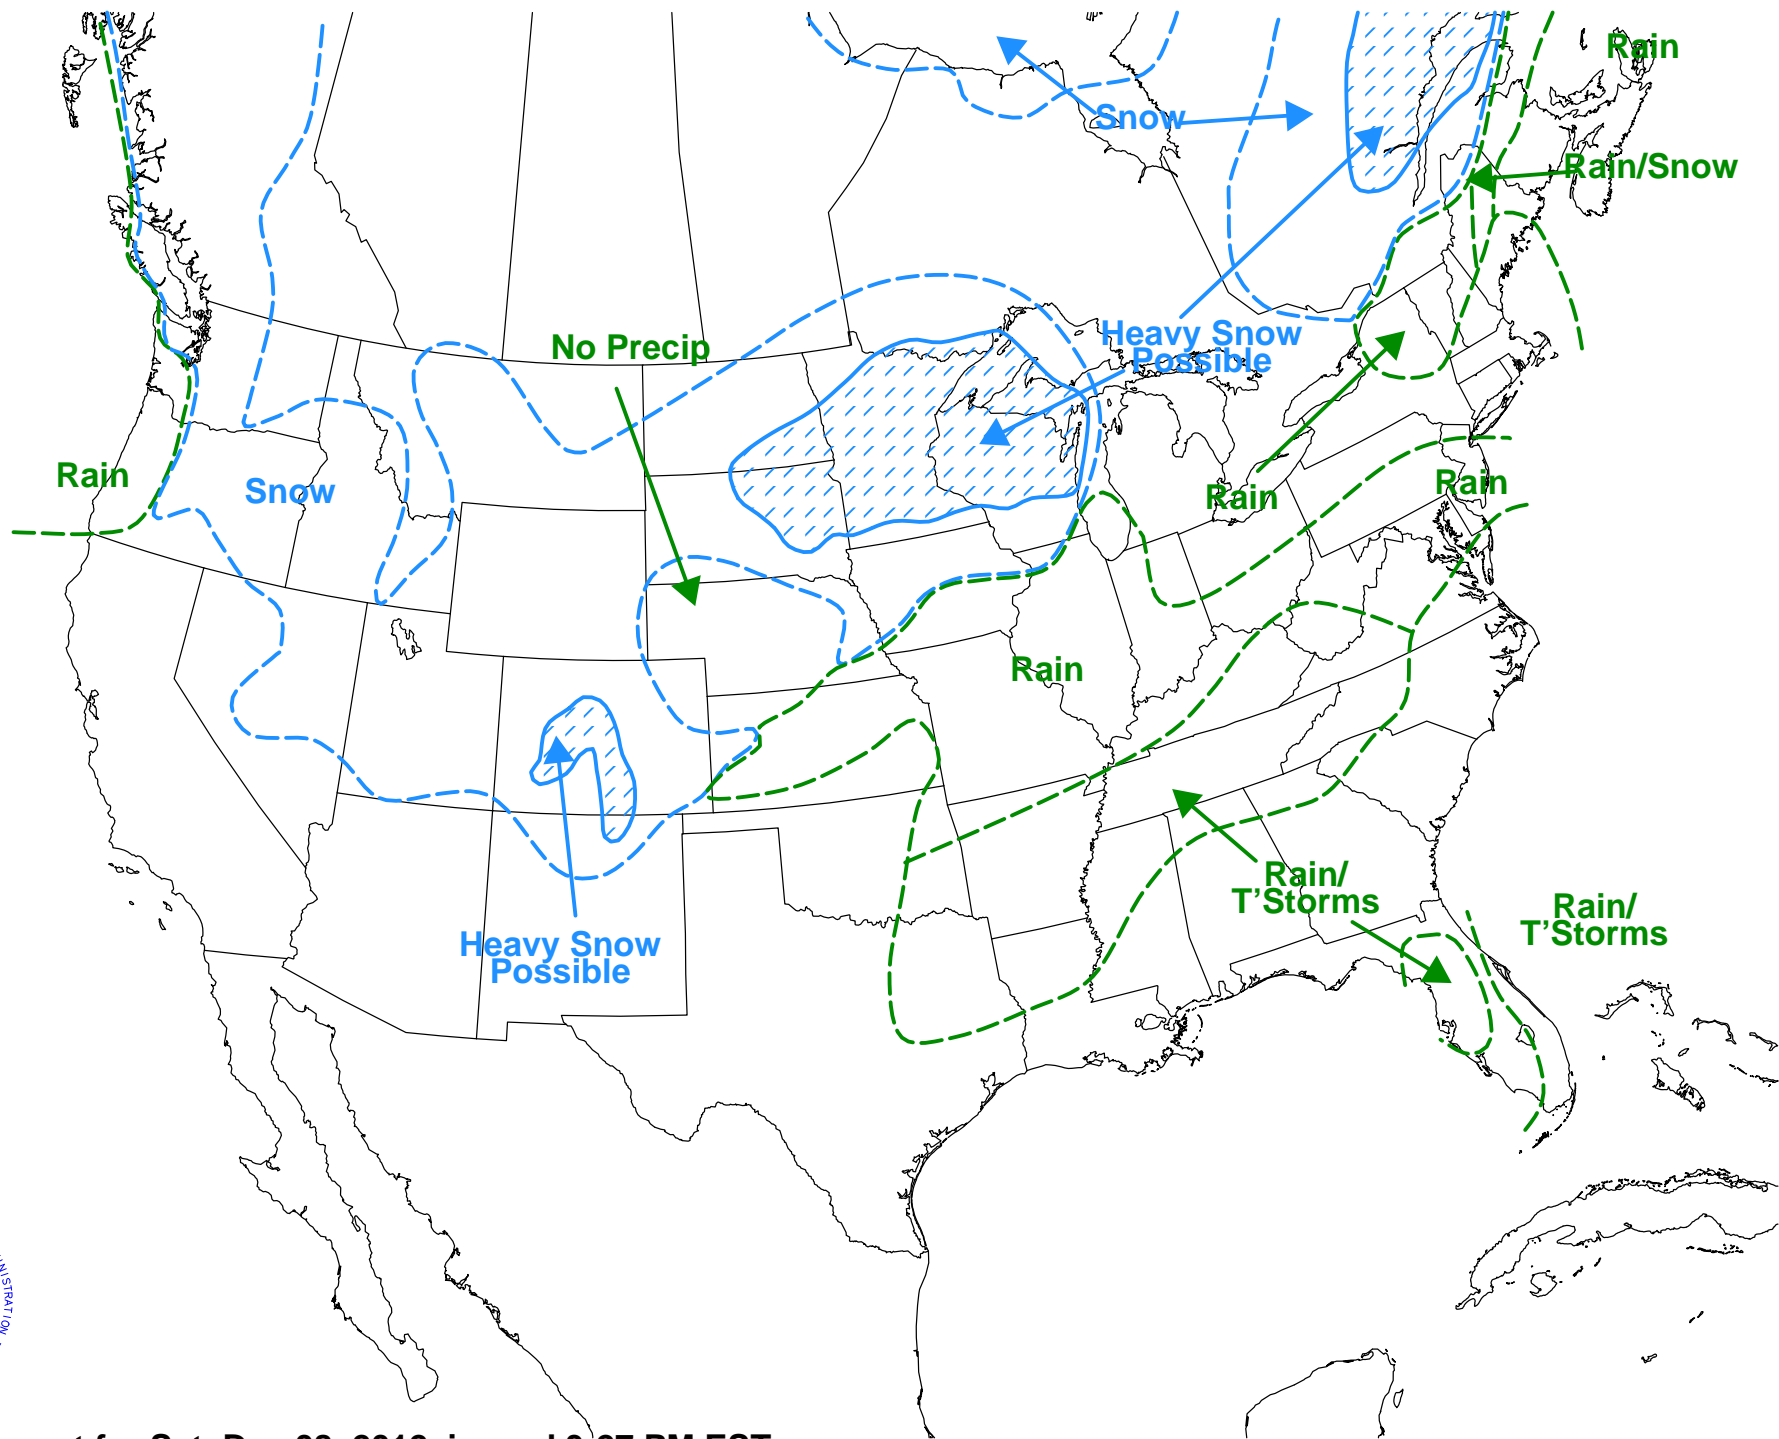 Rain
Snow
Rain/Snow
Heavy Snow
Possible
No Precip
Rain
Snow
Rain
Rain
Rain
Rain/
T'Storms
Rain/
T'Storms
Heavy Snow
Possible
NISTRATION